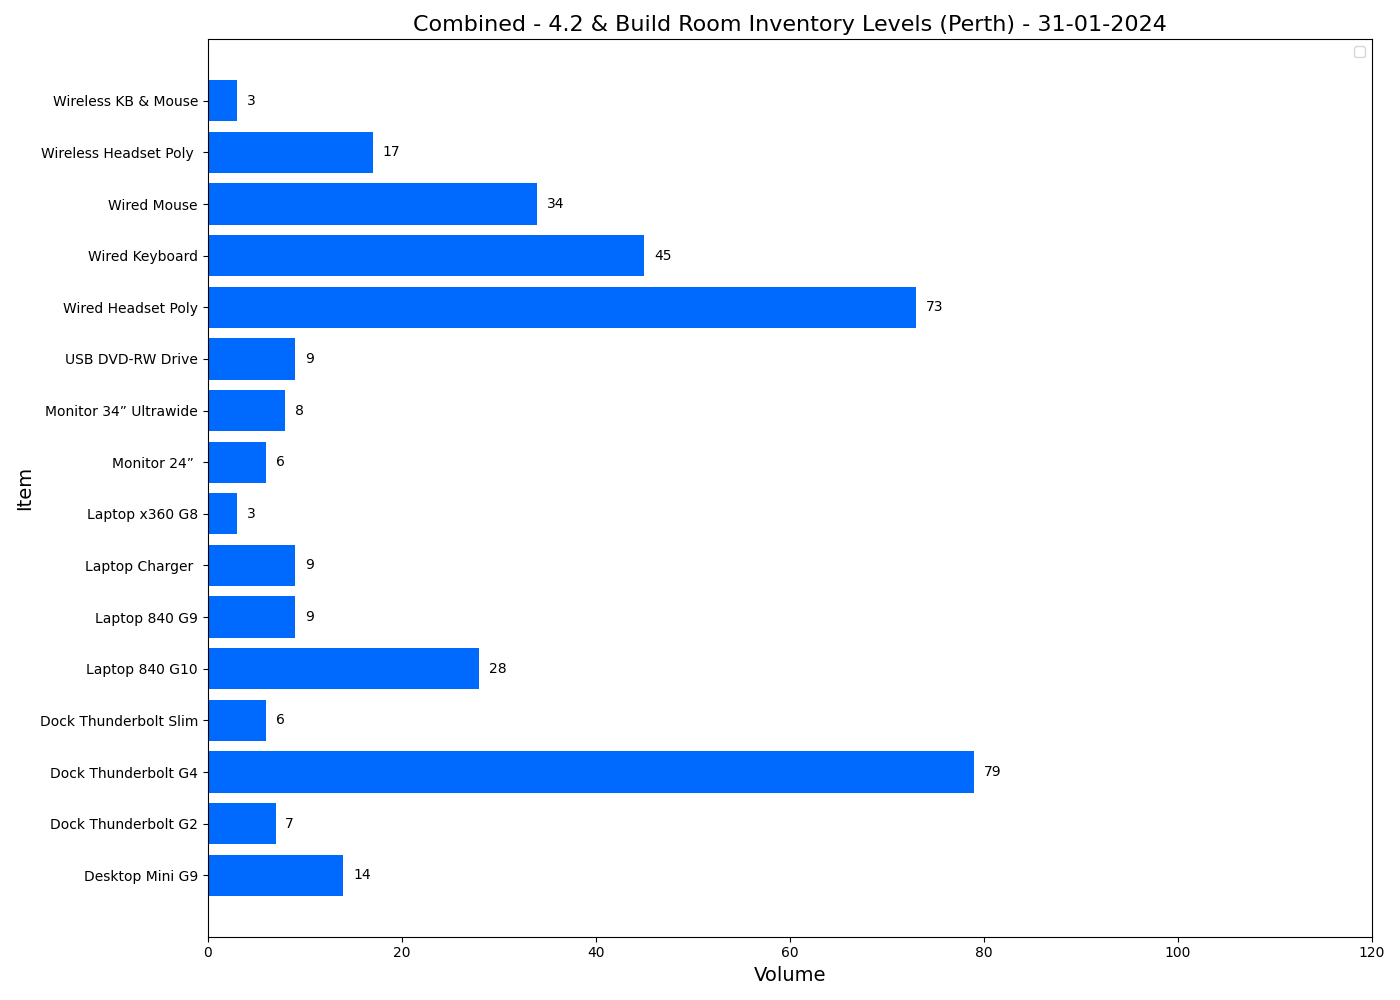 Combined - 4.2 & Build Room Inventory Levels (Perth) - 31-01-2024
Wireless KB & Mouse 3
Wireless Headset Poly 17
Wired Mouse 34
Wired Keyboard 45
Wired Headset Poly 73
USB DVD-RW Drive 9
Monitor 34” Ultrawide 8
Monitor 24” 6
Laptop x360 G8 3
Laptop Charger 9
Laptop 840 G9 9
Laptop 840 G10 28
Dock Thunderbolt Slim 6
Dock Thunderbolt G4 79
Dock Thunderbolt G2 7
Desktop Mini G9 14
Item
0 20 40 60 80 100 120
Volume